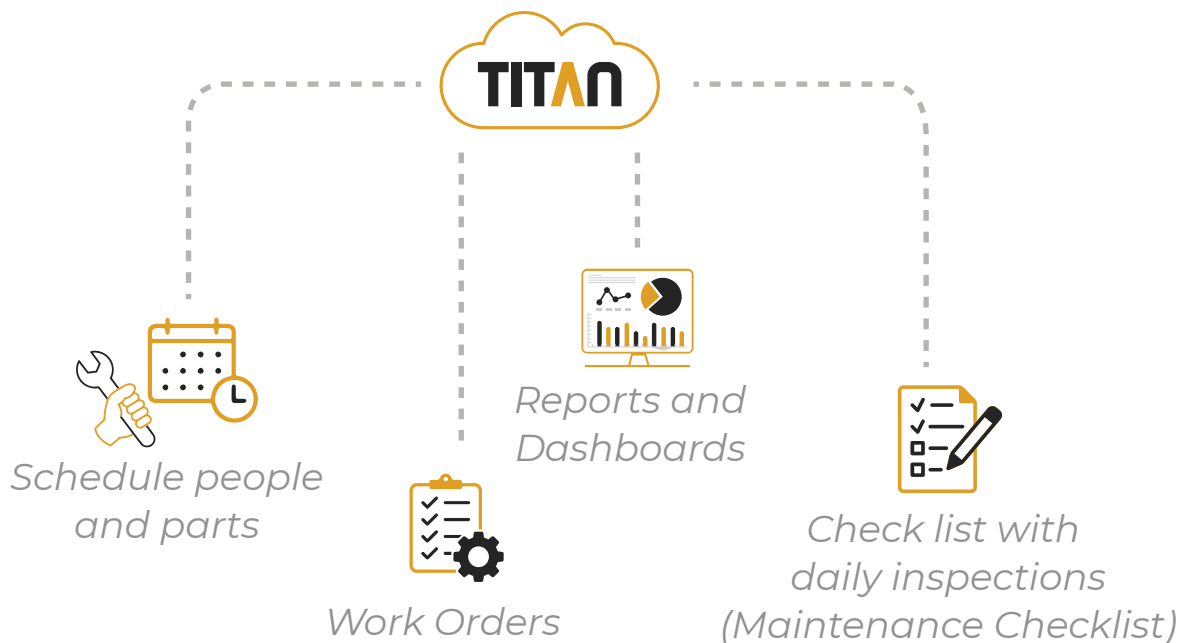 TITAN
Schedule people
and parts
Work Orders
Reports and
Dashboards
Check list with
daily inspections
(Maintenance Checklist)